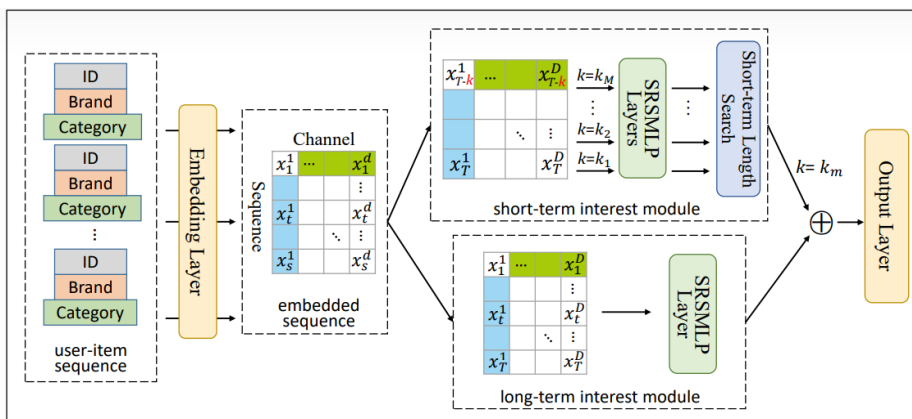 ID
Brand
Category
ID
Brand
Category
⋮
ID
Brand
Category
user-item
sequence
Embedding Layer
Channel
Sequence
x_1^1 ... x_1^d
⋮
x_t^1 x_t^d
⋱ ⋮
x_s^1 x_s^d
embedded
sequence
x_{T-k}^1 ... x_{T-k}^D
⋱ ⋮
x_T^1 x_T^D
k=k_M
⋮
k=k_2
k=k_1
SRSMLP
Layers
⋮
Short-term Length
Search
short-term interest module
x_1^1 ... x_1^D
⋮
x_t^1 x_t^D
⋱ ⋮
x_T^1 x_T^D
SRSMLP
Layer
long-term interest module
k= k_m
⊕
Output Layer